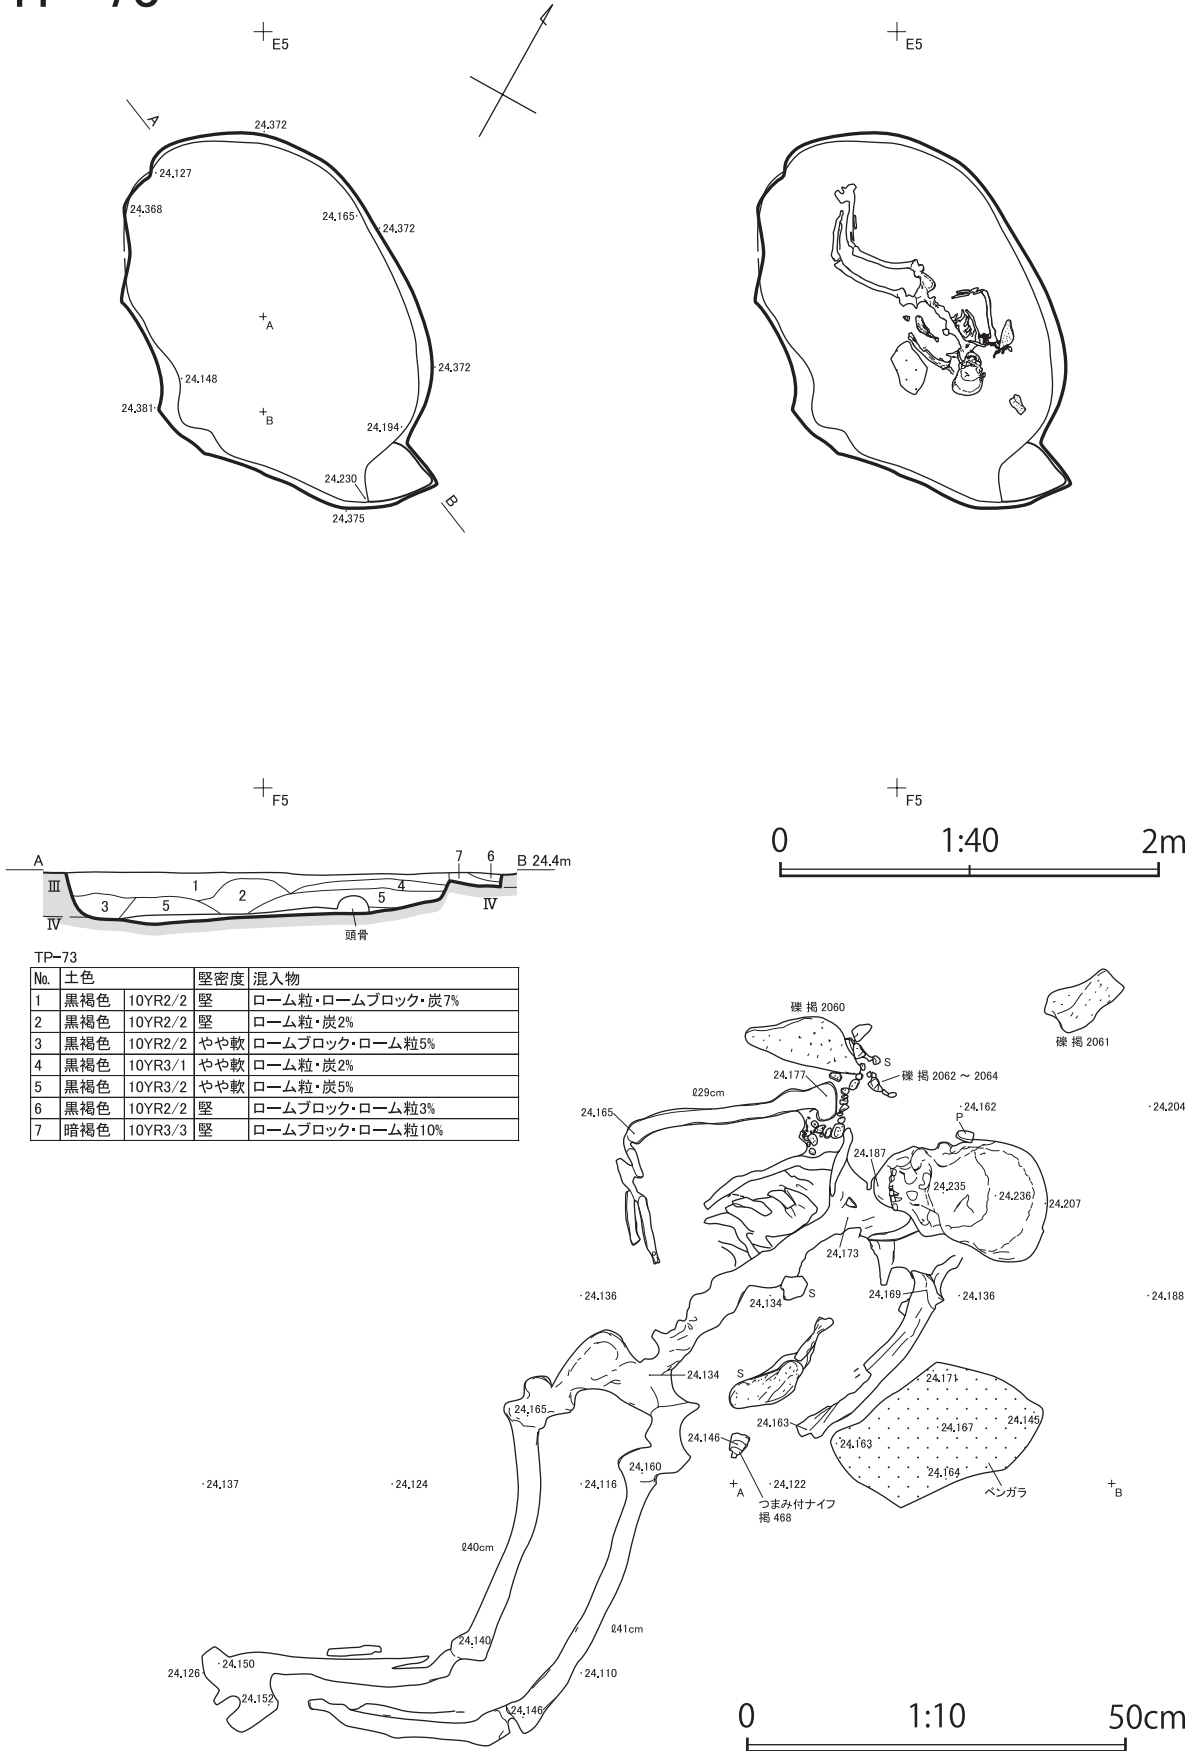 TP-73
E5
A
24.372
24.127
24.368
24.165
24.372
A
24.148
24.372
24.381
B
24.194
24.230
24.375
B
E5
F5
F5
0 1:40 2m
A
7 6
B 24.4m
III
1
2
4
3
5
5
IV
IV
頭骨
TP-73
No. 土色 堅密度 混入物
1 黒褐色 10YR2/2 堅 ローム粒・ロームブロック・炭7%
2 黒褐色 10YR2/2 堅 ローム粒・炭2%
3 黒褐色 10YR2/2 やや軟 ロームブロック・ローム粒5%
4 黒褐色 10YR3/1 やや軟 ローム粒・炭2%
5 黒褐色 10YR3/2 やや軟 ローム粒・炭5%
6 黒褐色 10YR2/2 堅 ロームブロック・ローム粒3%
7 暗褐色 10YR3/3 堅 ロームブロック・ローム粒10%
礫 掲 2060
礫 掲 2061
S
24.177
礫 掲 2062 ～ 2064
ℓ29cm
24.165
24.162
24.204
P
24.187
24.235
24.236
24.207
24.173
24.136
24.134
S
24.169
24.136
24.188
24.134
S
24.171
24.165
24.163
24.167
24.145
24.146
24.163
24.160
24.164
24.137
24.124
24.116
A
24.122
ベンガラ
B
つまみ付ナイフ
掲 468
ℓ40cm
ℓ41cm
24.140
24.150
24.126
24.110
24.152
24.146
0 1:10 50cm